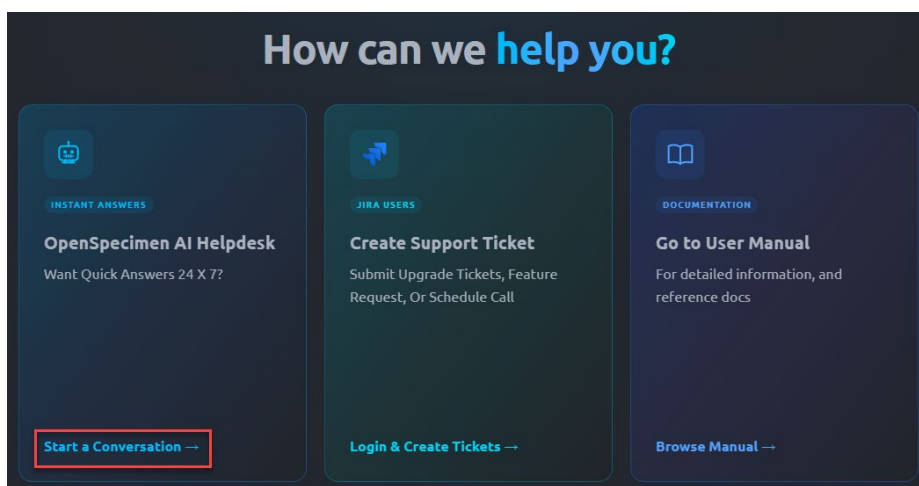 How can we help you?
INSTANT ANSWERS
OpenSpecimen AI Helpdesk
Want Quick Answers 24 X 7?
Start a Conversation →
JIRA USERS
Create Support Ticket
Submit Upgrade Tickets, Feature
Request, Or Schedule Call
Login & Create Tickets →
DOCUMENTATION
Go to User Manual
For detailed information, and
reference docs
Browse Manual →